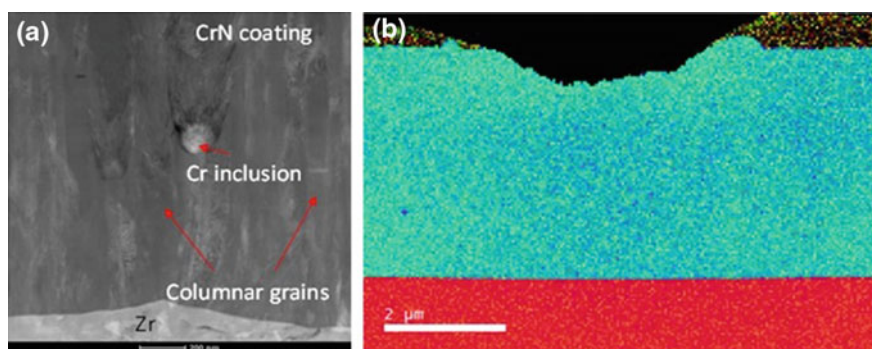 (a)
CrN coating
Cr inclusion
Columnar grains
Zr
(b)
2 μm